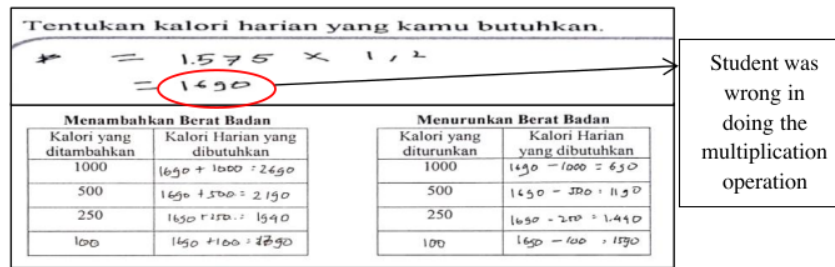 Tentukan kalori harian yang kamu butuhkan.
* = 1.575 × 1,2
= 1690
Student was
wrong in
doing the
multiplication
operation
Menambahkan Berat Badan
Kalori yang ditambahkan Kalori Harian yang dibutuhkan
1000 1690 + 1000 = 2690
500 1690 + 500 = 2190
250 1690 + 250 = 1940
100 1690 + 100 = 1790
Menurunkan Berat Badan
Kalori yang diturunkan Kalori Harian yang dibutuhkan
1000 1690 - 1000 = 690
500 1690 - 500 = 1190
250 1690 - 250 = 1.440
100 1690 - 100 = 1590